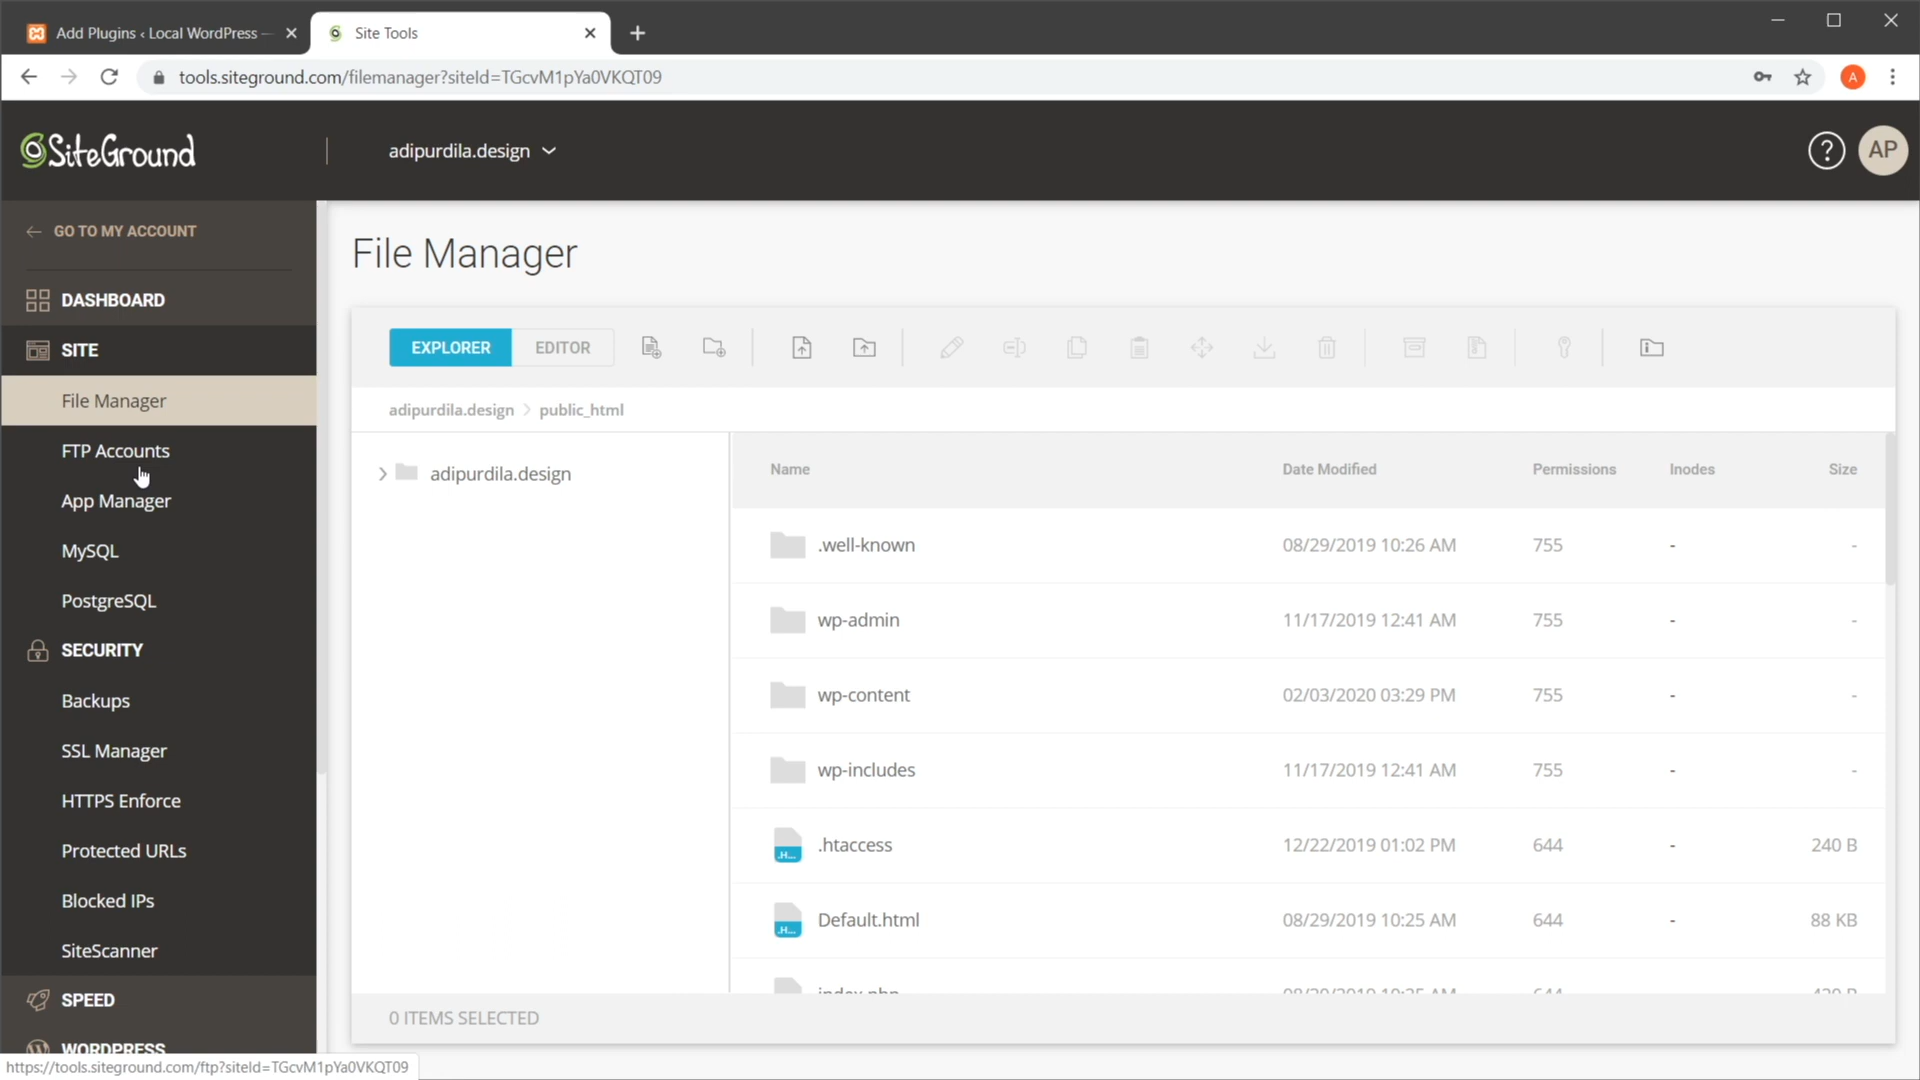 Add Plugins ‹ Local WordPress —
Site Tools
tools.siteground.com/filemanager?siteId=TGcvM1pYa0VKQT09
A
SiteGround
adipurdila.design
?
AP
GO TO MY ACCOUNT
DASHBOARD
SITE
File Manager
FTP Accounts
App Manager
MySQL
PostgreSQL
SECURITY
Backups
SSL Manager
HTTPS Enforce
Protected URLs
Blocked IPs
SiteScanner
SPEED
WORDPRESS
https://tools.siteground.com/ftp?siteId=TGcvM1pYa0VKQT09
File Manager
EXPLORER EDITOR
adipurdila.design > public_html
adipurdila.design
Name Date Modified Permissions Inodes Size
.well-known 08/29/2019 10:26 AM 755 - -
wp-admin 11/17/2019 12:41 AM 755 - -
wp-content 02/03/2020 03:29 PM 755 - -
wp-includes 11/17/2019 12:41 AM 755 - -
.H... .htaccess 12/22/2019 01:02 PM 644 - 240 B
.H... Default.html 08/29/2019 10:25 AM 644 - 88 KB
index.php
0 ITEMS SELECTED